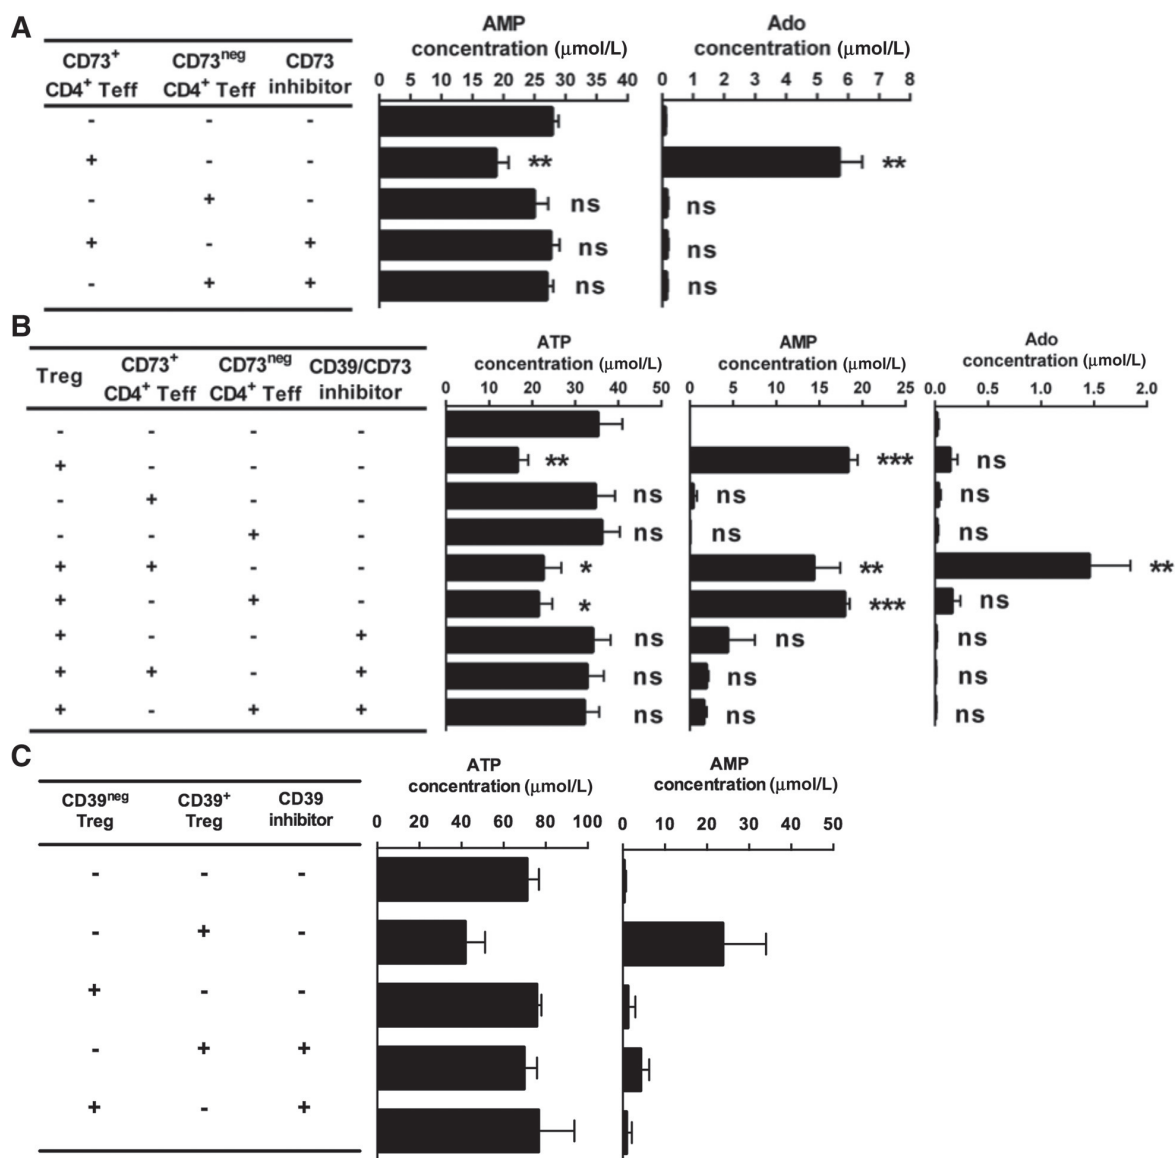 A
CD73+ CD73neg CD73
CD4+ Teff CD4+ Teff inhibitor
AMP
concentration (μmol/L)
Ado
concentration (μmol/L)
0 5 10 15 20 25 30 35 40
0 1 2 3 4 5 6 7 8
- - -
+ - - ** **
- + - ns ns
+ - + ns ns
- + + ns ns
B
Treg CD73+ CD73neg CD39/CD73
CD4+ Teff CD4+ Teff inhibitor
ATP
concentration (μmol/L)
AMP
concentration (μmol/L)
Ado
concentration (μmol/L)
0 10 20 30 40 50
0 5 10 15 20 25
0.0 0.5 1.0 1.5 2.0
- - - -
+ - - - ** *** ns
- + - - ns ns ns
- - + - ns ns ns
+ + - - * ** **
+ - + - * *** ns
+ - - + ns ns ns
+ + - + ns ns ns
+ - + + ns ns ns
C
CD39neg CD39+ CD39
Treg Treg inhibitor
ATP
concentration (μmol/L)
AMP
concentration (μmol/L)
0 20 40 60 80 100
0 10 20 30 40 50
- - -
- + -
+ - -
- + +
+ - +